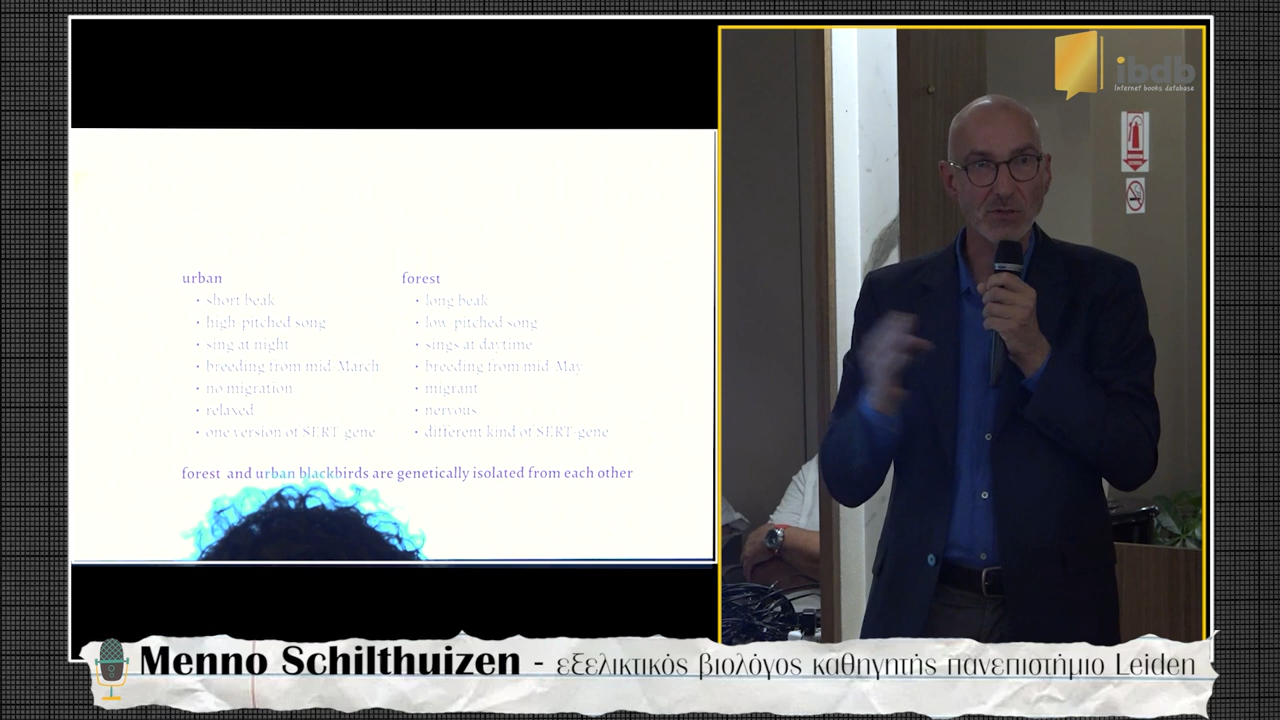 ibdb
Internet books database
urban
• short beak
• high-pitched song
• sing at night
• breeding from mid-March
• no migration
• relaxed
• one version of SERT-gene
forest
• long beak
• low-pitched song
• sings at daytime
• breeding from mid-May
• migrant
• nervous
• different kind of SERT-gene
forest and urban blackbirds are genetically isolated from each other
Menno Schilthuizen - εξελικτικός βιολόγος καθηγητής πανεπιστήμιο Leiden